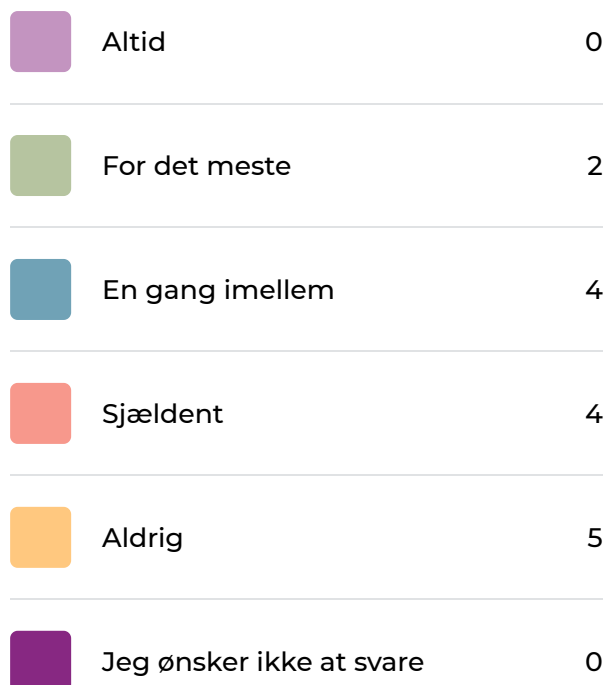 Altid 0
For det meste 2
En gang imellem 4
Sjældent 4
Aldrig 5
Jeg ønsker ikke at svare 0